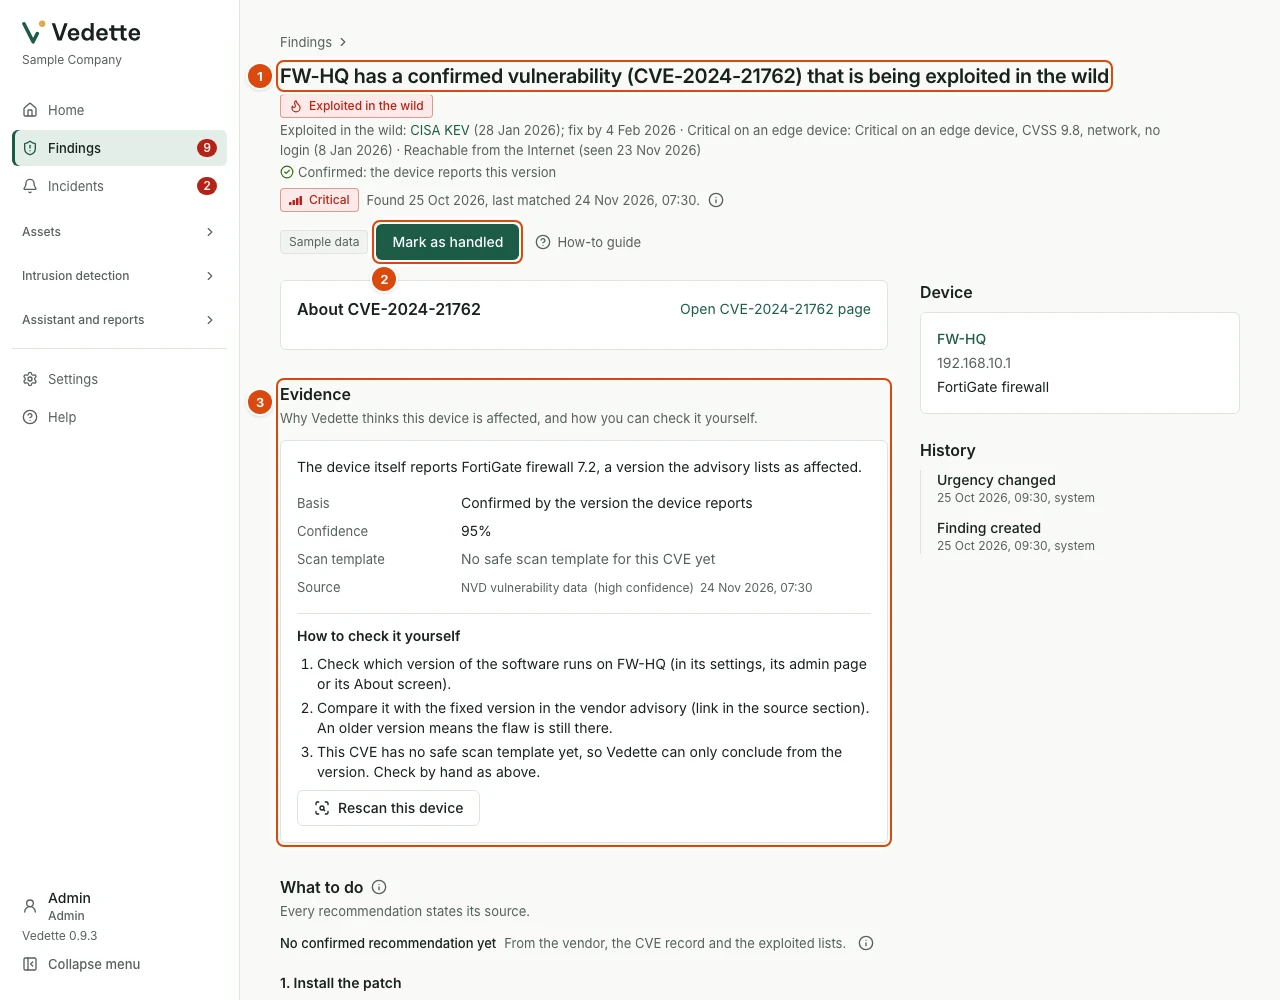 Vedette
Sample Company
Home
Findings 9
Incidents 2
Assets
Intrusion detection
Assistant and reports
Settings
Help
Admin
Admin
Vedette 0.9.3
Collapse menu
Findings
1 FW-HQ has a confirmed vulnerability (CVE-2024-21762) that is being exploited in the wild
Exploited in the wild
Exploited in the wild: CISA KEV (28 Jan 2026); fix by 4 Feb 2026 · Critical on an edge device: Critical on an edge device, CVSS 9.8, network, no
login (8 Jan 2026) · Reachable from the Internet (seen 23 Nov 2026)
Confirmed: the device reports this version
Critical Found 25 Oct 2026, last matched 24 Nov 2026, 07:30.
Sample data Mark as handled How-to guide
2
About CVE-2024-21762 Open CVE-2024-21762 page
3 Evidence
Why Vedette thinks this device is affected, and how you can check it yourself.
The device itself reports FortiGate firewall 7.2, a version the advisory lists as affected.
Basis Confirmed by the version the device reports
Confidence 95%
Scan template No safe scan template for this CVE yet
Source NVD vulnerability data (high confidence) 24 Nov 2026, 07:30
How to check it yourself
1. Check which version of the software runs on FW-HQ (in its settings, its admin page
or its About screen).
2. Compare it with the fixed version in the vendor advisory (link in the source section).
An older version means the flaw is still there.
3. This CVE has no safe scan template yet, so Vedette can only conclude from the
version. Check by hand as above.
Rescan this device
What to do
Every recommendation states its source.
No confirmed recommendation yet From the vendor, the CVE record and the exploited lists.
1. Install the patch
Device
FW-HQ
192.168.10.1
FortiGate firewall
History
Urgency changed
25 Oct 2026, 09:30, system
Finding created
25 Oct 2026, 09:30, system